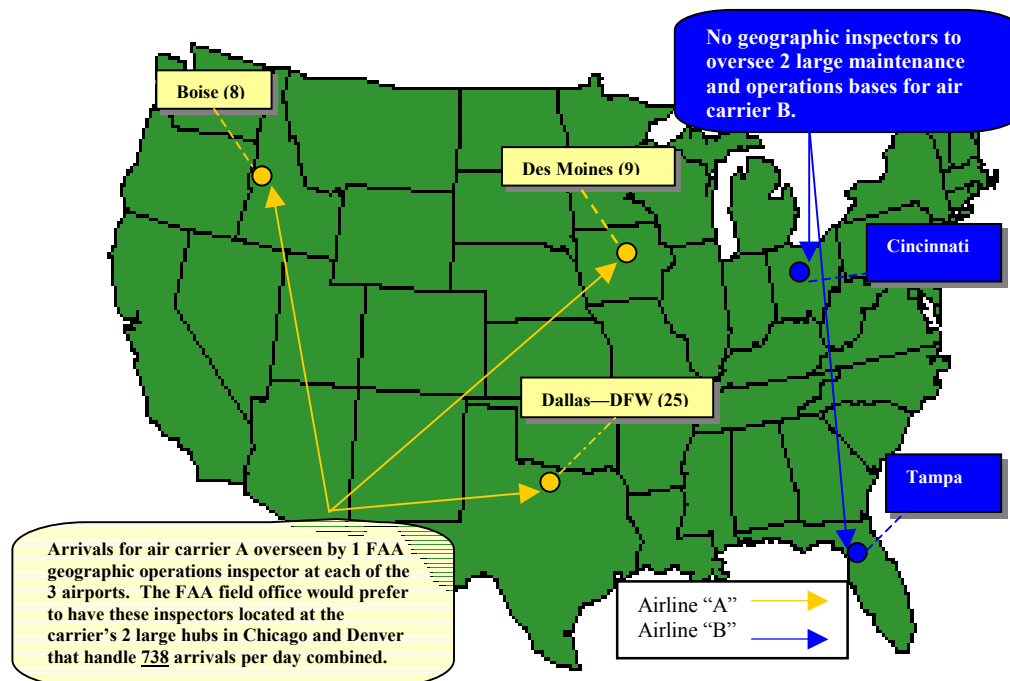 No geographic inspectors to
oversee 2 large maintenance
and operations bases for air
carrier B.
Boise (8)
Des Moines (9)
Cincinnati
Dallas—DFW (25)
Tampa
Arrivals for air carrier A overseen by 1 FAA
geographic operations inspector at each of the
3 airports. The FAA field office would prefer
to have these inspectors located at the
carrier's 2 large hubs in Chicago and Denver
that handle 738 arrivals per day combined.
Airline “A”
Airline “B”